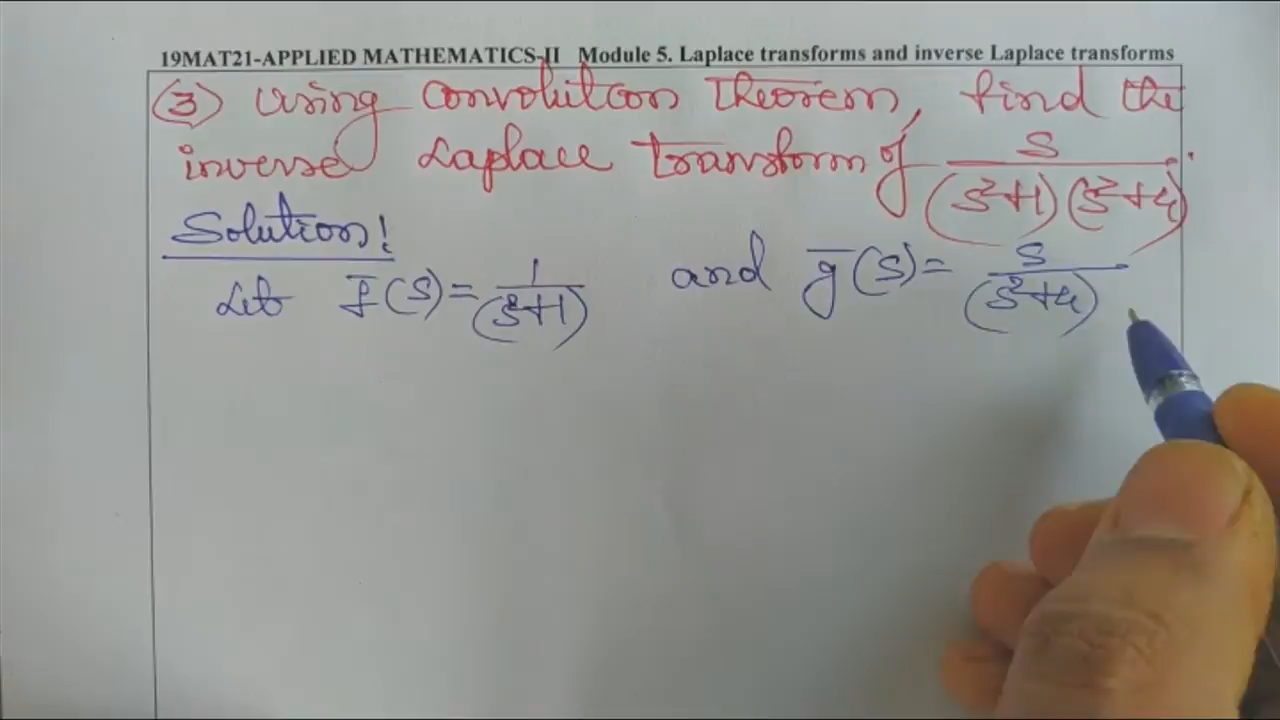 19MAT21-APPLIED MATHEMATICS-II Module 5. Laplace transforms and inverse Laplace transforms
(3) Using Convolution Theorem, find the
inverse Laplace transform of s/((s²+1)(s²+4)).
Solution!
Let f̄(s) = 1/(s²+1) and ḡ(s) = s/(s²+4)